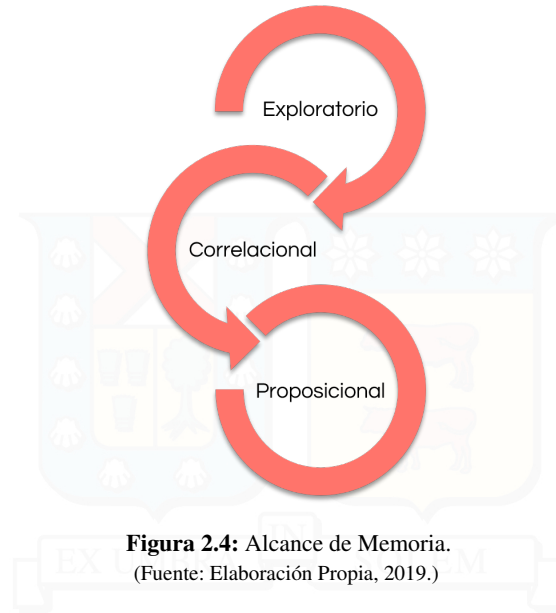 Exploratorio
Correlacional
Proposicional
Figura 2.4: Alcance de Memoria.
(Fuente: Elaboración Propia, 2019.)